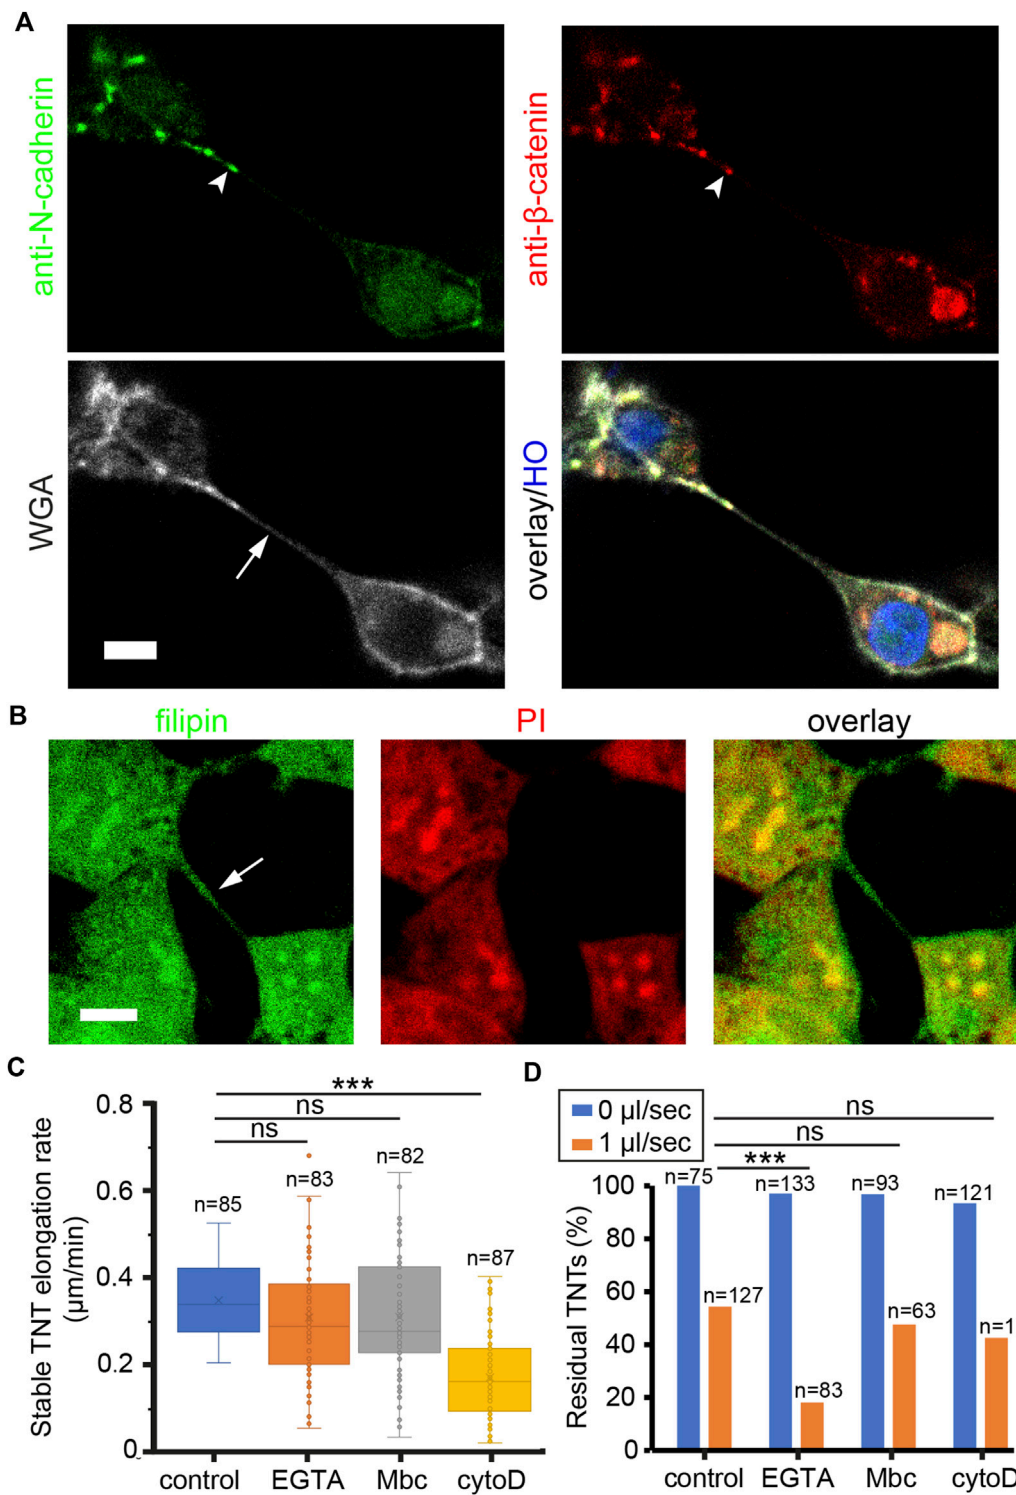 A
anti-N-cadherin
anti-β-catenin
WGA
overlay/HO
B
filipin
PI
overlay
C
***
ns
ns
0.8
0.6
0.4
0.2
0
Stable TNT elongation rate
(µm/min)
n=85
n=83
n=82
n=87
control
EGTA
Mbc
cytoD
D
0 µl/sec
1 µl/sec
ns
ns
***
100
80
60
40
20
0
Residual TNTs (%)
n=75
n=133
n=93
n=121
n=127
n=83
n=63
n=1
control
EGTA
Mbc
cytoD